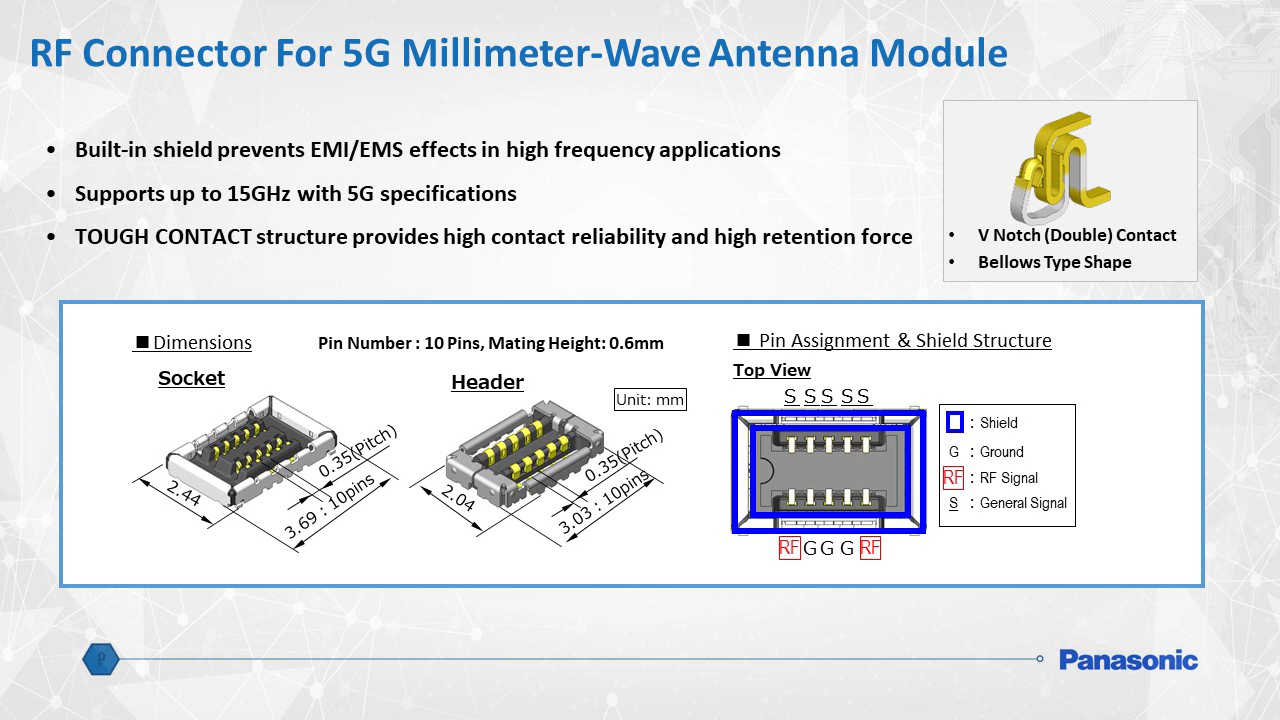 RF Connector For 5G Millimeter-Wave Antenna Module
• Built-in shield prevents EMI/EMS effects in high frequency applications
• Supports up to 15GHz with 5G specifications
• TOUGH CONTACT structure provides high contact reliability and high retention force
• V Notch (Double) Contact
• Bellows Type Shape
■ Dimensions
Pin Number : 10 Pins, Mating Height: 0.6mm
Socket
Header
Unit: mm
2.44
0.35(Pitch)
3.69 : 10pins
2.04
0.35(Pitch)
3.03 : 10pins
■ Pin Assignment & Shield Structure
Top View
S S S S S
RF G G G RF
: Shield
G : Ground
RF : RF Signal
S : General Signal
P
Panasonic